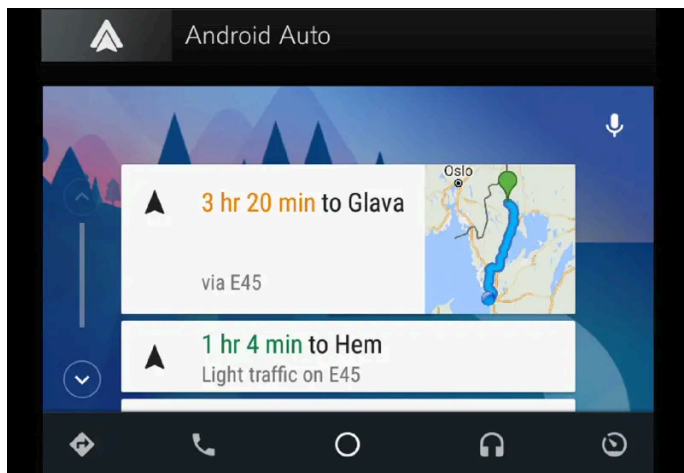 Android Auto
3 hr 20 min to Glava
via E45
Oslo
1 hr 4 min to Hem
Light traffic on E45